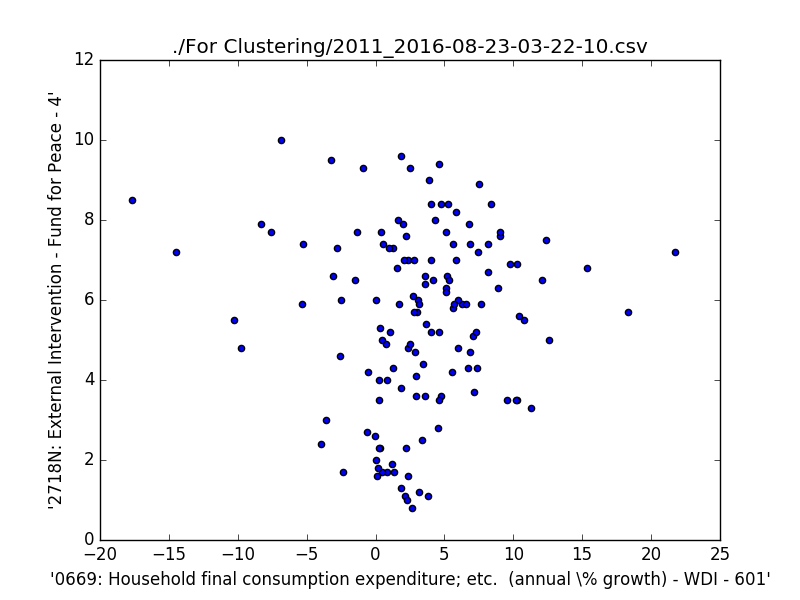 ./For Clustering/2011_2016-08-23-03-22-10.csv
12
10
8
6
4
2
0
'2718N: External Intervention - Fund for Peace - 4'
−20 −15 −10 −5 0 5 10 15 20 25
'0669: Household final consumption expenditure; etc.  (annual \% growth) - WDI - 601'